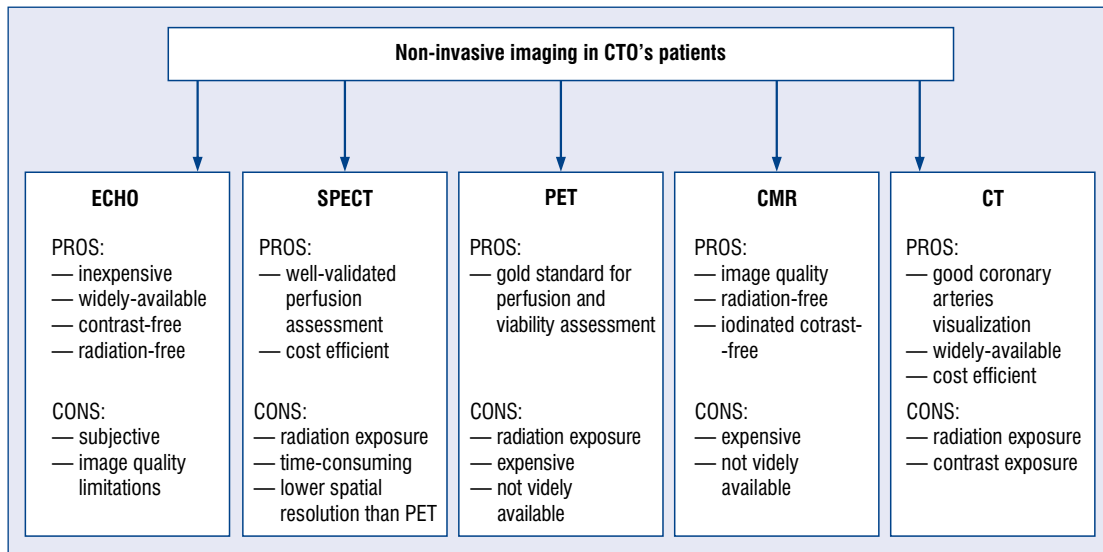 Non-invasive imaging in CTO's patients
ECHO
PROS:
— inexpensive
— widely-available
— contrast-free
— radiation-free
CONS:
— subjective
— image quality
limitations
SPECT
PROS:
— well-validated
perfusion
assessment
— cost efficient
CONS:
— radiation exposure
— time-consuming
— lower spatial
resolution than PET
PET
PROS:
— gold standard for
perfusion and
viability assessment
CONS:
— radiation exposure
— expensive
— not videly
available
CMR
PROS:
— image quality
— radiation-free
— iodinated cotrast-
-free
CONS:
— expensive
— not videly
available
CT
PROS:
— good coronary
arteries
visualization
— widely-available
— cost efficient
CONS:
— radiation exposure
— contrast exposure